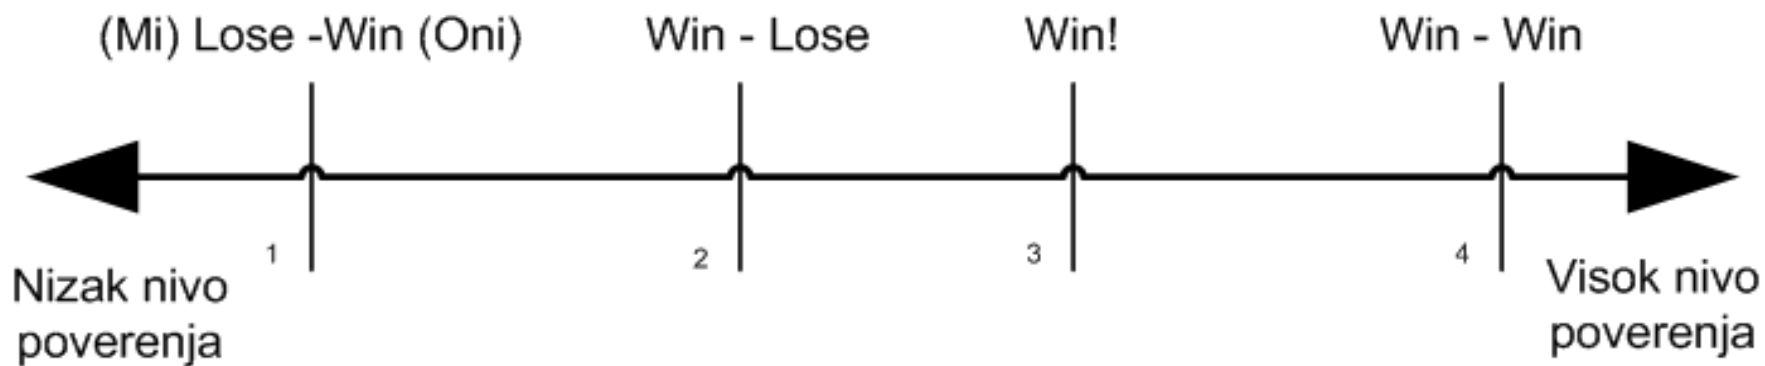 (Mi) Lose -Win (Oni)
Win - Lose
Win!
Win - Win
1
2
3
4
Nizak nivo
poverenja
Visok nivo
poverenja